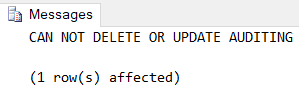 Messages
CAN NOT DELETE OR UPDATE AUDITING
(1 row(s) affected)